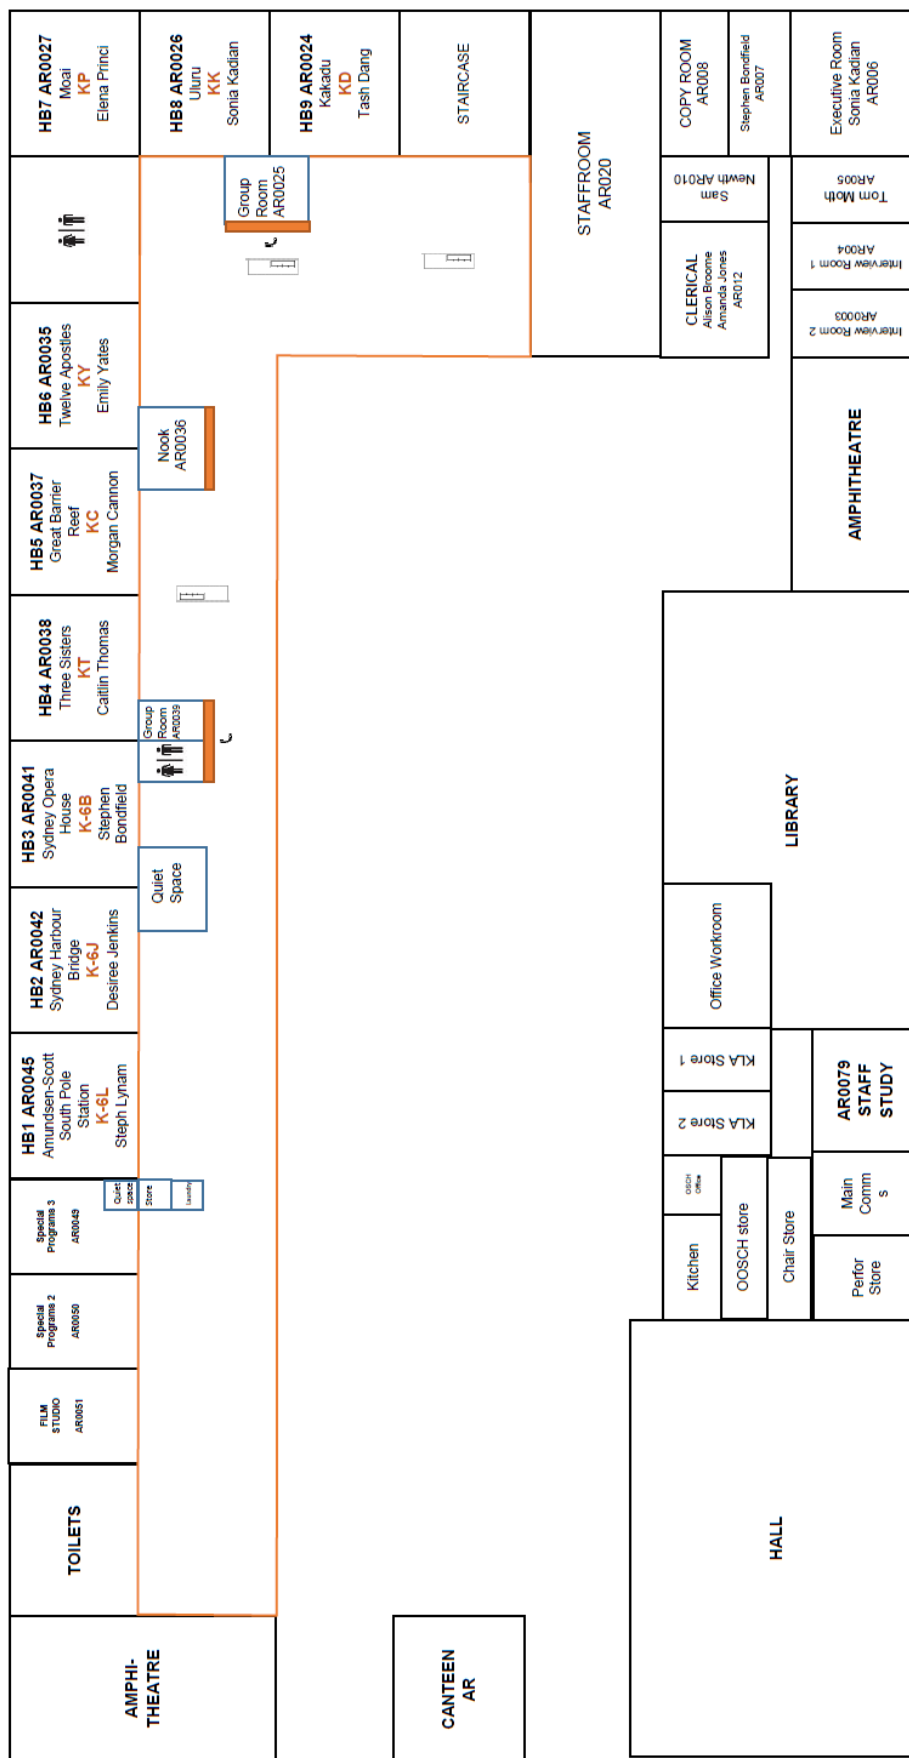 HB7 AR0027
Moai
KP
Elena Princi
HB8 AR0026
Uluru
KK
Sonia Kadian
HB9 AR0024
Kakadu
KD
Tash Dang
STAIRCASE
STAFFROOM
AR020
COPY ROOM
AR008
Stephen Bondfield
AR007
Executive Room
Sonia Kadian
AR006
Group
Room
AR0025
Sam
Newth AR010
Tom Moth
AR005
CLERICAL
Alison Broome
Amanda Jones
AR012
Interview Room 1
AR004
Interview Room 2
AR0003
HB6 AR0035
Twelve Apostles
KY
Emily Yates
Nook
AR0036
AMPHITHEATRE
HB5 AR0037
Great Barrier
Reef
KC
Morgan Cannon
HB4 AR0038
Three Sisters
KT
Caitlin Thomas
Group
Room
AR0039
HB3 AR0041
Sydney Opera
House
K-6B
Stephen
Bondfield
Quiet
Space
LIBRARY
HB2 AR0042
Sydney Harbour
Bridge
K-6J
Desiree Jenkins
Office Workroom
HB1 AR0045
Amundsen-Scott
South Pole
Station
K-6L
Steph Lynam
KLA Store 1
KLA Store 2
AR0079
STAFF
STUDY
Quiet
space
Store
Laundry
Special
Programs 3
AR0049
OSCH
Office
OOSCH store
Chair Store
Main
Comm
s
Kitchen
Perfor
Store
Special
Programs 2
AR0050
FILM
STUDIO
AR0051
TOILETS
HALL
AMPHI-
THEATRE
CANTEEN
AR